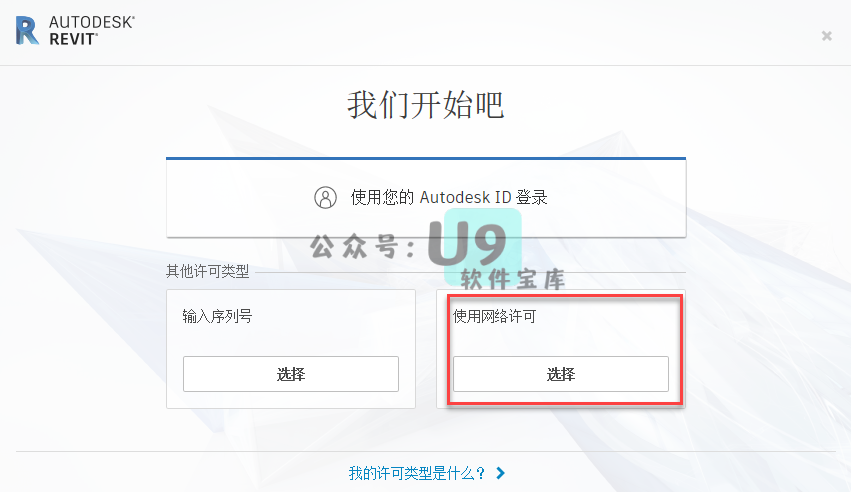 AUTODESK®
REVIT®
我们开始吧
使用您的 Autodesk ID 登录
公众号：U9
软件宝库
其他许可类型
输入序列号
选择
使用网络许可
选择
我的许可类型是什么？